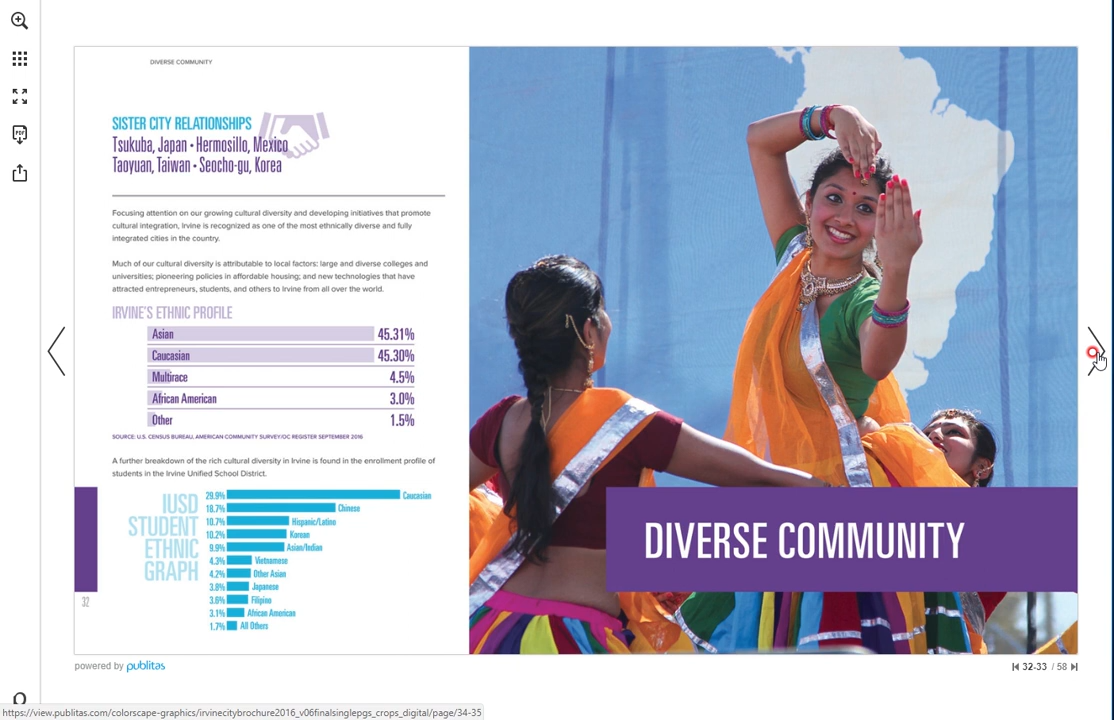 DIVERSE COMMUNITY
SISTER CITY RELATIONSHIPS
Tsukuba, Japan • Hermosillo, Mexico
Taoyuan, Taiwan • Seocho-gu, Korea
Focusing attention on our growing cultural diversity and developing initiatives that promote
cultural integration, Irvine is recognized as one of the most ethnically diverse and fully
integrated cities in the country.
Much of our cultural diversity is attributable to local factors: large and diverse colleges and
universities; pioneering policies in affordable housing; and new technologies that have
attracted entrepreneurs, students, and others to Irvine from all over the world.
IRVINE'S ETHNIC PROFILE
Asian 45.31%
Caucasian 45.30%
Multirace 4.5%
African American 3.0%
Other 1.5%
SOURCE: U.S. CENSUS BUREAU, AMERICAN COMMUNITY SURVEY/OC REGISTER SEPTEMBER 2016
A further breakdown of the rich cultural diversity in Irvine is found in the enrollment profile of
students in the Irvine Unified School District.
IUSD
STUDENT
ETHNIC
GRAPH
29.9% Caucasian
18.7% Chinese
10.7% Hispanic/Latino
10.2% Korean
9.9% Asian/Indian
4.3% Vietnamese
4.2% Other Asian
3.8% Japanese
3.6% Filipino
3.1% African American
1.7% All Others
32
DIVERSE COMMUNITY
powered by publitas
32-33 / 58
PDF
https://view.publitas.com/colorscape-graphics/irvinecitybrochure2016_v06finalsinglepgs_crops_digital/page/34-35